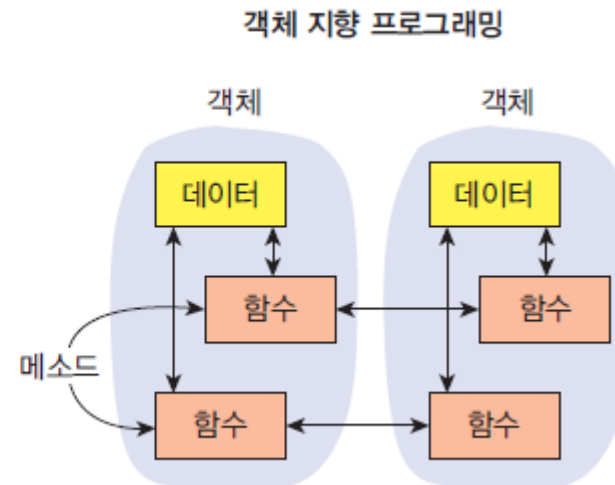 객체 지향 프로그래밍
객체 객체
데이터 데이터
함수 함수
메소드
함수 함수